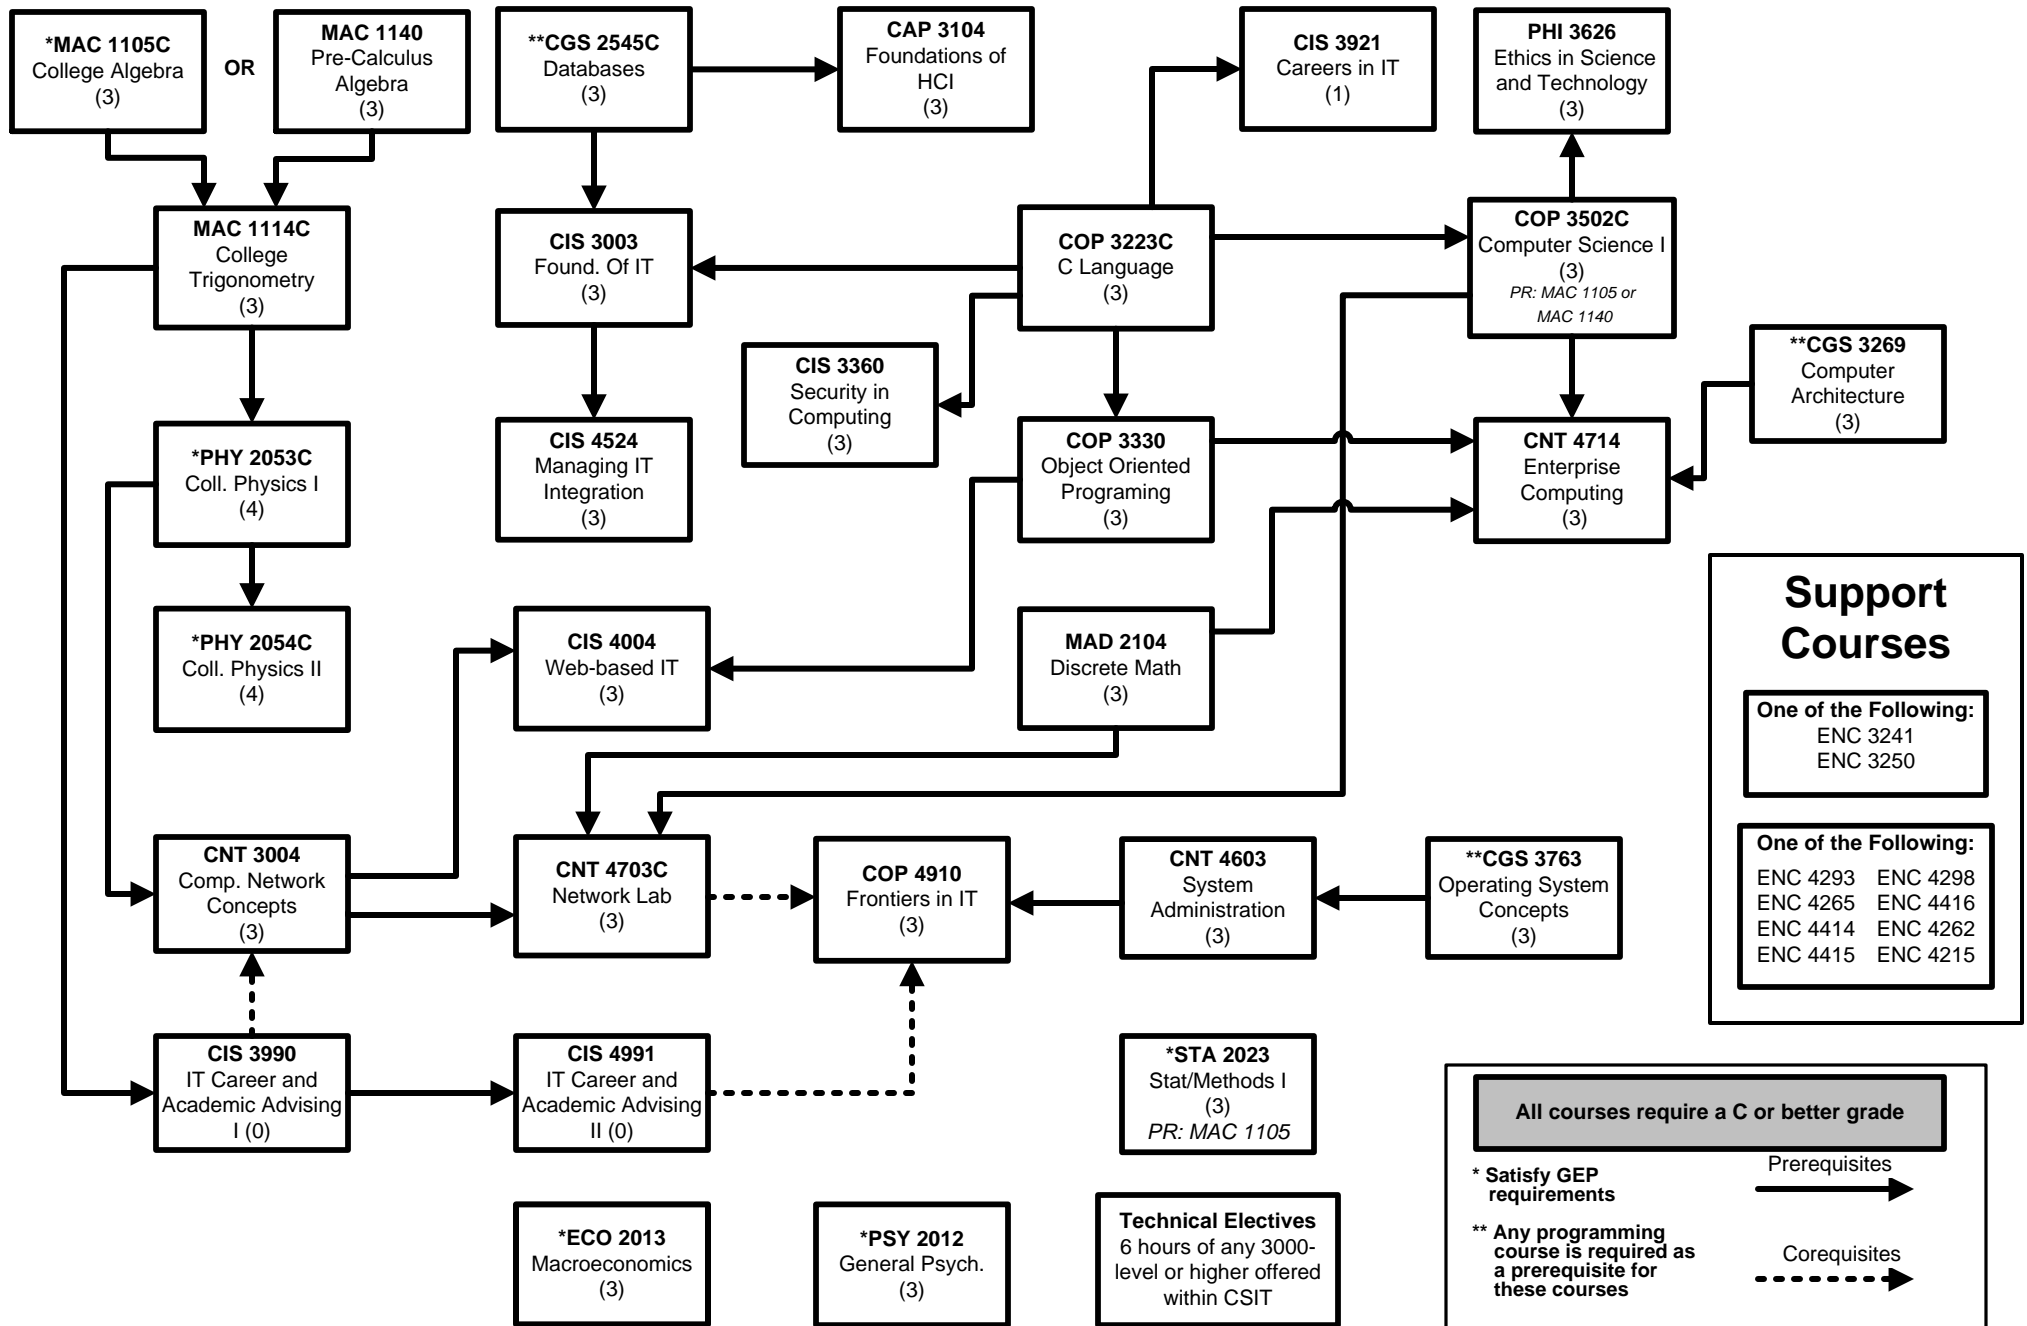 *MAC 1105C
College Algebra
(3)
OR
MAC 1140
Pre-Calculus
Algebra
(3)
**CGS 2545C
Databases
(3)
CAP 3104
Foundations of
HCI
(3)
CIS 3921
Careers in IT
(1)
PHI 3626
Ethics in Science
and Technology
(3)
MAC 1114C
College
Trigonometry
(3)
CIS 3003
Found. Of IT
(3)
COP 3223C
C Language
(3)
COP 3502C
Computer Science I
(3)
PR: MAC 1105 or
MAC 1140
CIS 3360
Security in
Computing
(3)
**CGS 3269
Computer
Architecture
(3)
*PHY 2053C
Coll. Physics I
(4)
CIS 4524
Managing IT
Integration
(3)
COP 3330
Object Oriented
Programing
(3)
CNT 4714
Enterprise
Computing
(3)
*PHY 2054C
Coll. Physics II
(4)
CIS 4004
Web-based IT
(3)
MAD 2104
Discrete Math
(3)
Support
Courses
One of the Following:
ENC 3241
ENC 3250
One of the Following:
ENC 4293 ENC 4298
ENC 4265 ENC 4416
ENC 4414 ENC 4262
ENC 4415 ENC 4215
CNT 3004
Comp. Network
Concepts
(3)
CNT 4703C
Network Lab
(3)
COP 4910
Frontiers in IT
(3)
CNT 4603
System
Administration
(3)
**CGS 3763
Operating System
Concepts
(3)
CIS 3990
IT Career and
Academic Advising
I (0)
CIS 4991
IT Career and
Academic Advising
II (0)
*STA 2023
Stat/Methods I
(3)
PR: MAC 1105
*ECO 2013
Macroeconomics
(3)
*PSY 2012
General Psych.
(3)
Technical Electives
6 hours of any 3000-
level or higher offered
within CSIT
All courses require a C or better grade
* Satisfy GEP
requirements
Prerequisites
** Any programming
course is required as
a prerequisite for
these courses
Corequisites